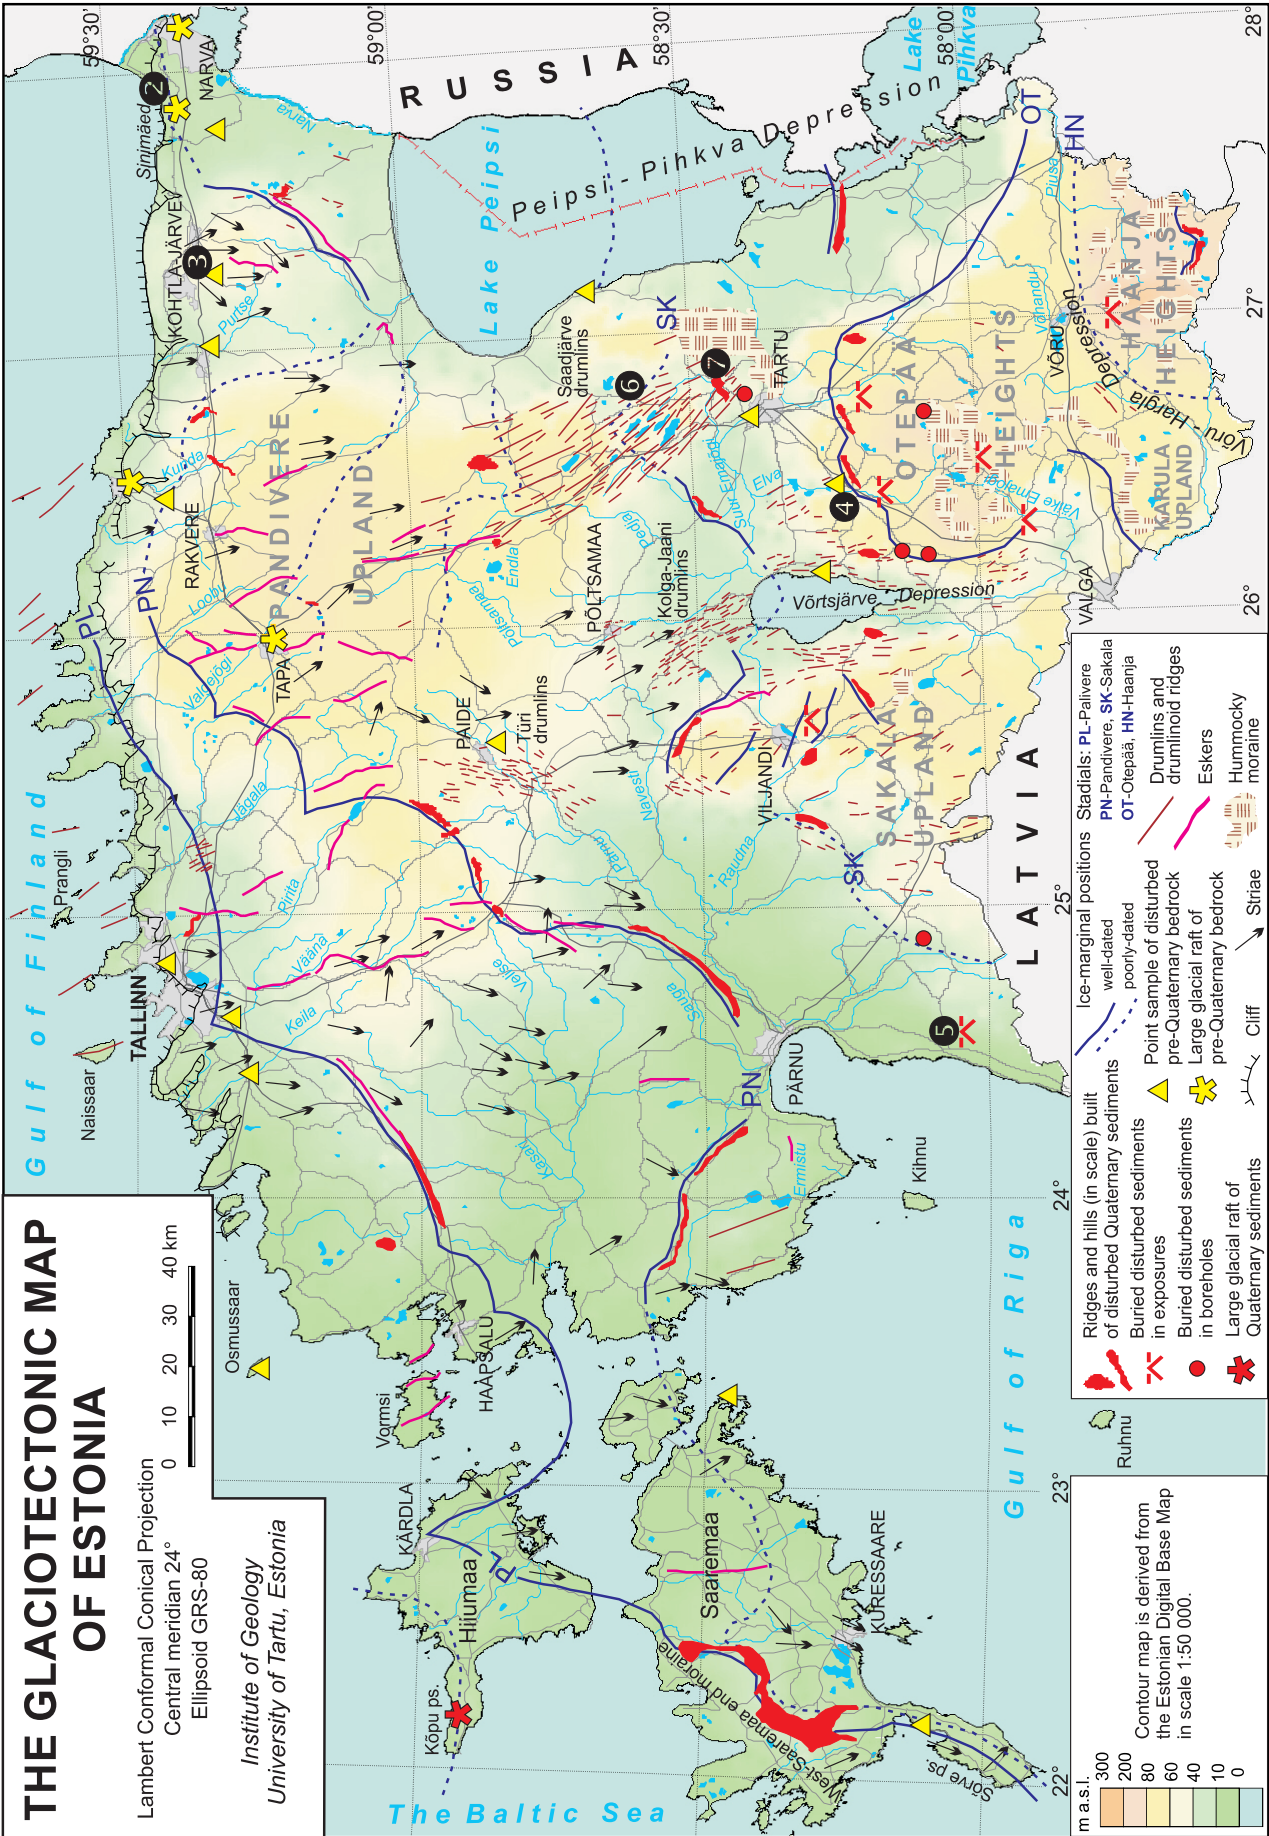 THE GLACIOTECTONIC MAP
OF ESTONIA
Lambert Conformal Conical Projection
Central meridian 24°
Ellipsoid GRS-80
0 10 20 30 40 km
Institute of Geology
University of Tartu, Estonia
Gulf of Finland
Osmussaar
Naissaar
Prangli
TALLINN
PL
PN
Keila
Vääna
Pirita
Jägala
Valgejõgi
Loobu
Kunda
TAPA
RAKVERE
PANDIVERE
UPLAND
KOHTLA-JÄRVE
Purtse
3
Sinimäed
2
NARVA
Narva
59°30'
59°00'
58°30'
58°00'
RUSSIA
Lake Peipsi
Peipsi - Pihkva Depression
Lake
Pihkva
Vormsi
HAAPSALU
KÄRDLA
Hiiumaa
PL
Kõpu ps.
The Baltic Sea
Kasari
Velise
PAIDE
Türi
drumlins
Põltsamaa
Endla
PÕLTSAMAA
Saadjärve
drumlins
6
SK
7
TARTU
Pedja
Kolga-Jaani
drumlins
Suur Emajõgi
Elva
4
Navesti
Pärnu
Raudna
Sauga
VILJANDI
SAKALA
UPLAND
SK
Võrtsjärve Depression
OTEPÄÄ
HEIGHTS
Väike Emajõgi
VALGA
KARULA
UPLAND
Võru - Hargla Depression
VÕRU
Võhandu
HAANJA
HEIGHTS
Piusa
OT
HN
PN
PÄRNU
Ermistu
Kihnu
5
LATVIA
Gulf of Riga
Ruhnu
Saaremaa
KURESSAARE
West-Saaremaa end moraine
Sõrve ps.
22°
23°
24°
25°
26°
27°
28°
m a.s.l.
300
200
80
60
40
10
0
Contour map is derived from
the Estonian Digital Base Map
in scale 1:50 000.
Ridges and hills (in scale) built
of disturbed Quaternary sediments
Buried disturbed sediments
in exposures
Buried disturbed sediments
in boreholes
Large glacial raft of
Quaternary sediments
Ice-marginal positions
well-dated
poorly-dated
Stadials: PL-Palivere
PN-Pandivere, SK-Sakala
OT-Otepää, HN-Haanja
Point sample of disturbed
pre-Quaternary bedrock
Large glacial raft of
pre-Quaternary bedrock
Cliff
Striae
Drumlins and
drumlinoid ridges
Eskers
Hummocky
moraine